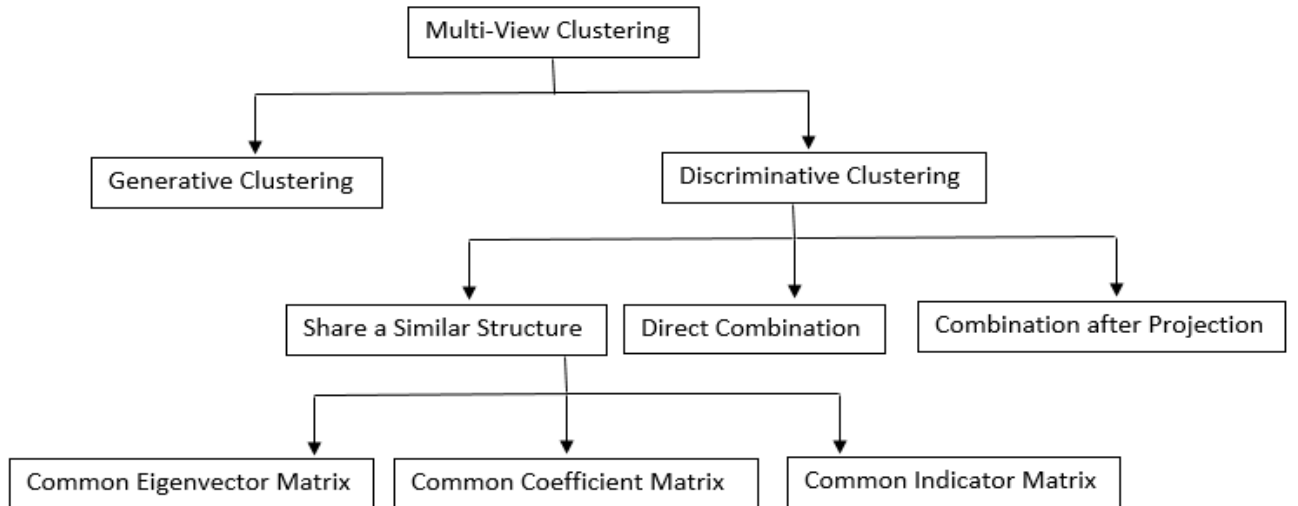 Multi-View Clustering
Generative Clustering
Discriminative Clustering
Share a Similar Structure
Direct Combination
Combination after Projection
Common Eigenvector Matrix
Common Coefficient Matrix
Common Indicator Matrix